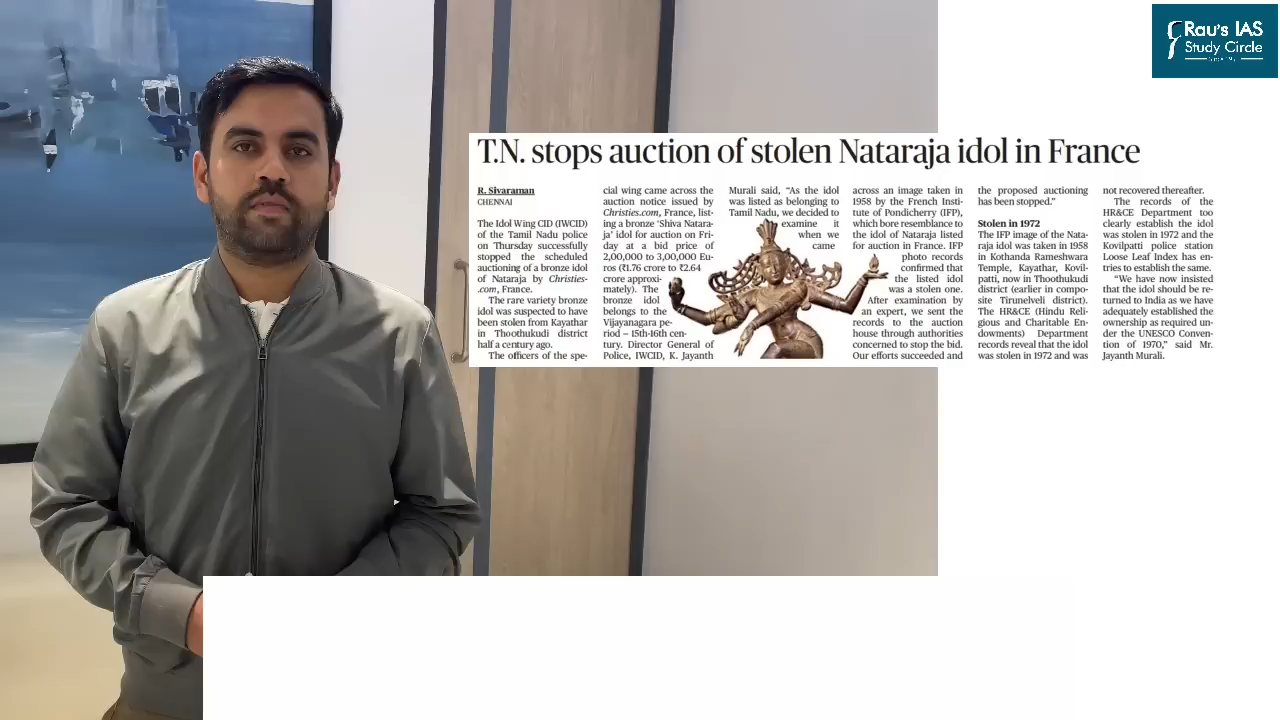 Rau's IAS
Study Circle
T.N. stops auction of stolen Nataraja idol in France
R. Sivaraman
CHENNAI
The Idol Wing CID (IWCID)
of the Tamil Nadu police
on Thursday successfully
stopped the scheduled
auctioning of a bronze idol
of Nataraja by Christies-
.com, France.
The rare variety bronze
idol was suspected to have
been stolen from Kayathar
in Thoothukudi district
half a century ago.
The officers of the spe-
cial wing came across the
auction notice issued by
Christies.com, France, list-
ing a bronze ‘Shiva Natara-
ja’ idol for auction on Fri-
day at a bid price of
2,00,000 to 3,00,000 Eu-
ros (₹1.76 crore to ₹2.64
crore approxi-
mately). The
bronze idol
belongs to the
Vijayanagara pe-
riod – 15th-16th cen-
tury. Director General of
Police, IWCID, K. Jayanth
Murali said, “As the idol
was listed as belonging to
Tamil Nadu, we decided to
examine it
when we
came
across an image taken in
1958 by the French Insti-
tute of Pondicherry (IFP),
which bore resemblance to
the idol of Nataraja listed
for auction in France. IFP
photo records
confirmed that
the listed idol
was a stolen one.
After examination by
an expert, we sent the
records to the auction
house through authorities
concerned to stop the bid.
Our efforts succeeded and
the proposed auctioning
has been stopped.”
Stolen in 1972
The IFP image of the Nata-
raja idol was taken in 1958
in Kothanda Rameshwara
Temple, Kayathar, Kovil-
patti, now in Thoothukudi
district (earlier in compo-
site Tirunelveli district).
The HR&CE (Hindu Reli-
gious and Charitable En-
dowments) Department
records reveal that the idol
was stolen in 1972 and was
not recovered thereafter.
The records of the
HR&CE Department too
clearly establish the idol
was stolen in 1972 and the
Kovilpatti police station
Loose Leaf Index has en-
tries to establish the same.
“We have now insisted
that the idol should be re-
turned to India as we have
adequately established the
ownership as required un-
der the UNESCO Conven-
tion of 1970,” said Mr.
Jayanth Murali.